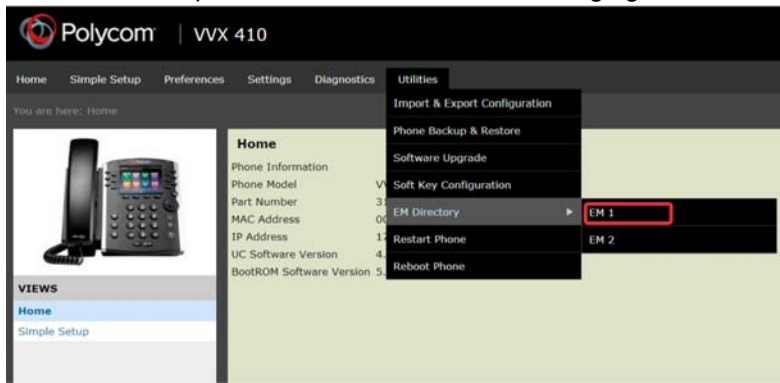 Polycom | VVX 410
Home Simple Setup Preferences Settings Diagnostics Utilities
You are here: Home
Import & Export Configuration
Phone Backup & Restore
Software Upgrade
Soft Key Configuration
EM Directory
Restart Phone
Reboot Phone
EM 1
EM 2
Home
Phone Information
Phone Model
Part Number
MAC Address
IP Address
UC Software Version 4.
BootROM Software Version 5.
VIEWS
Home
Simple Setup